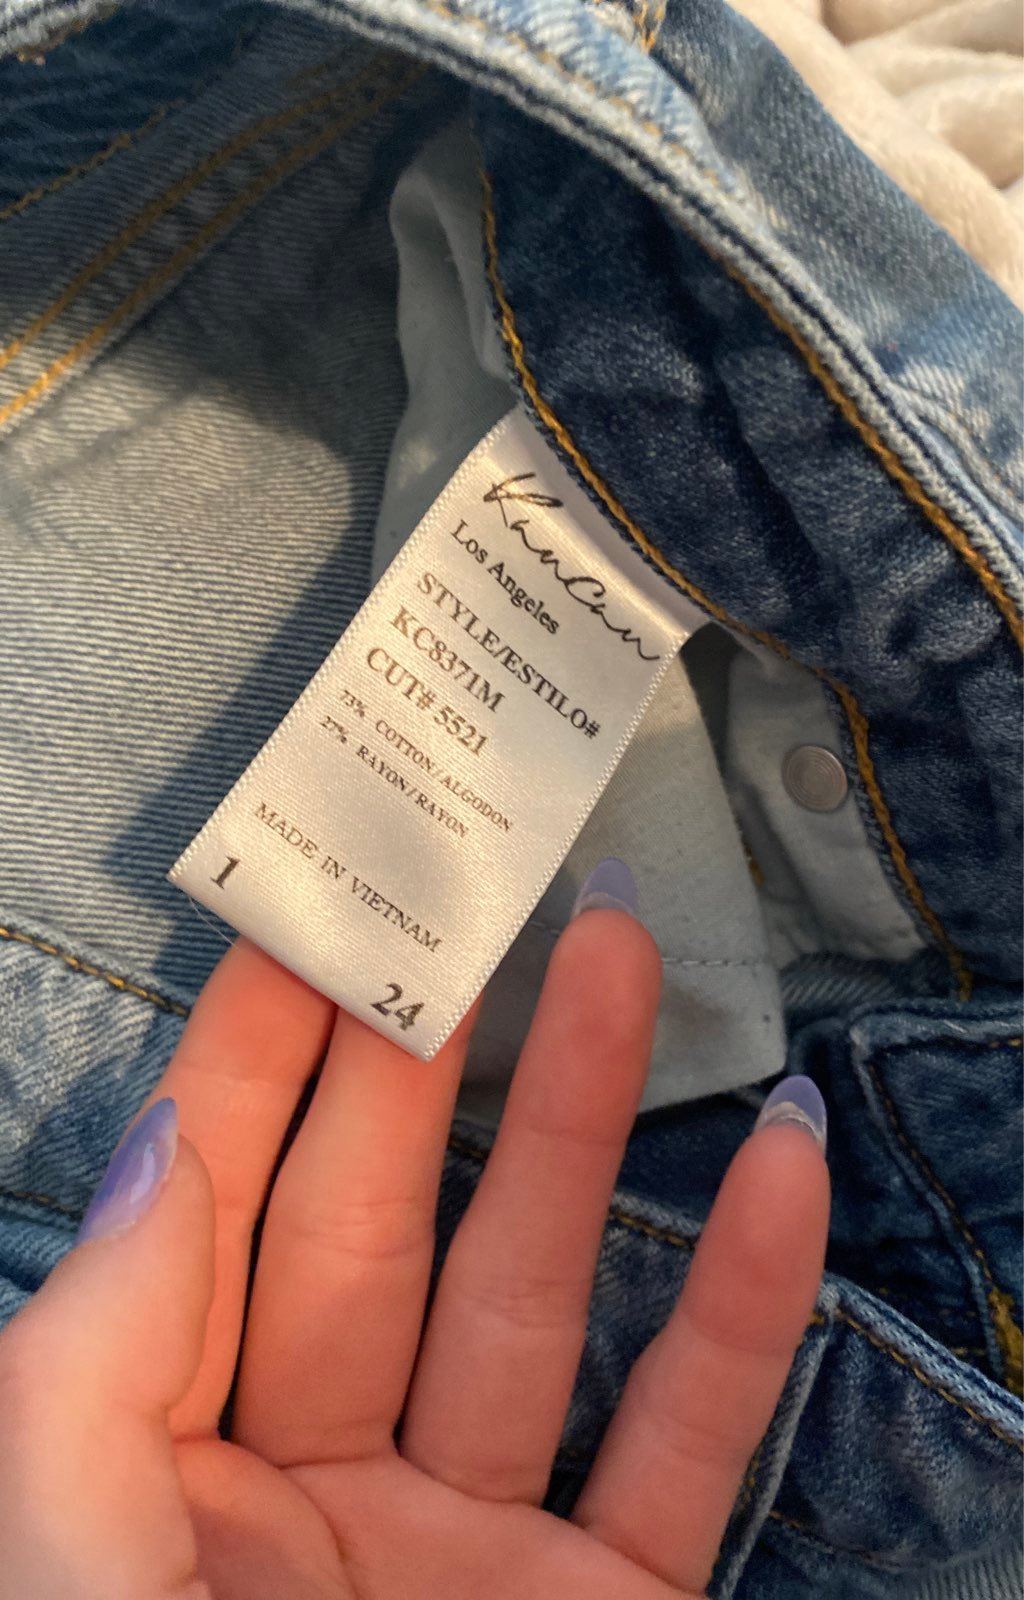 KanCan
Los Angeles
STYLE/ESTILO#
KC8371M
CUT# 5521
73% COTTON/ALGODON
27% RAYON/RAYON
MADE IN VIETNAM
1 24